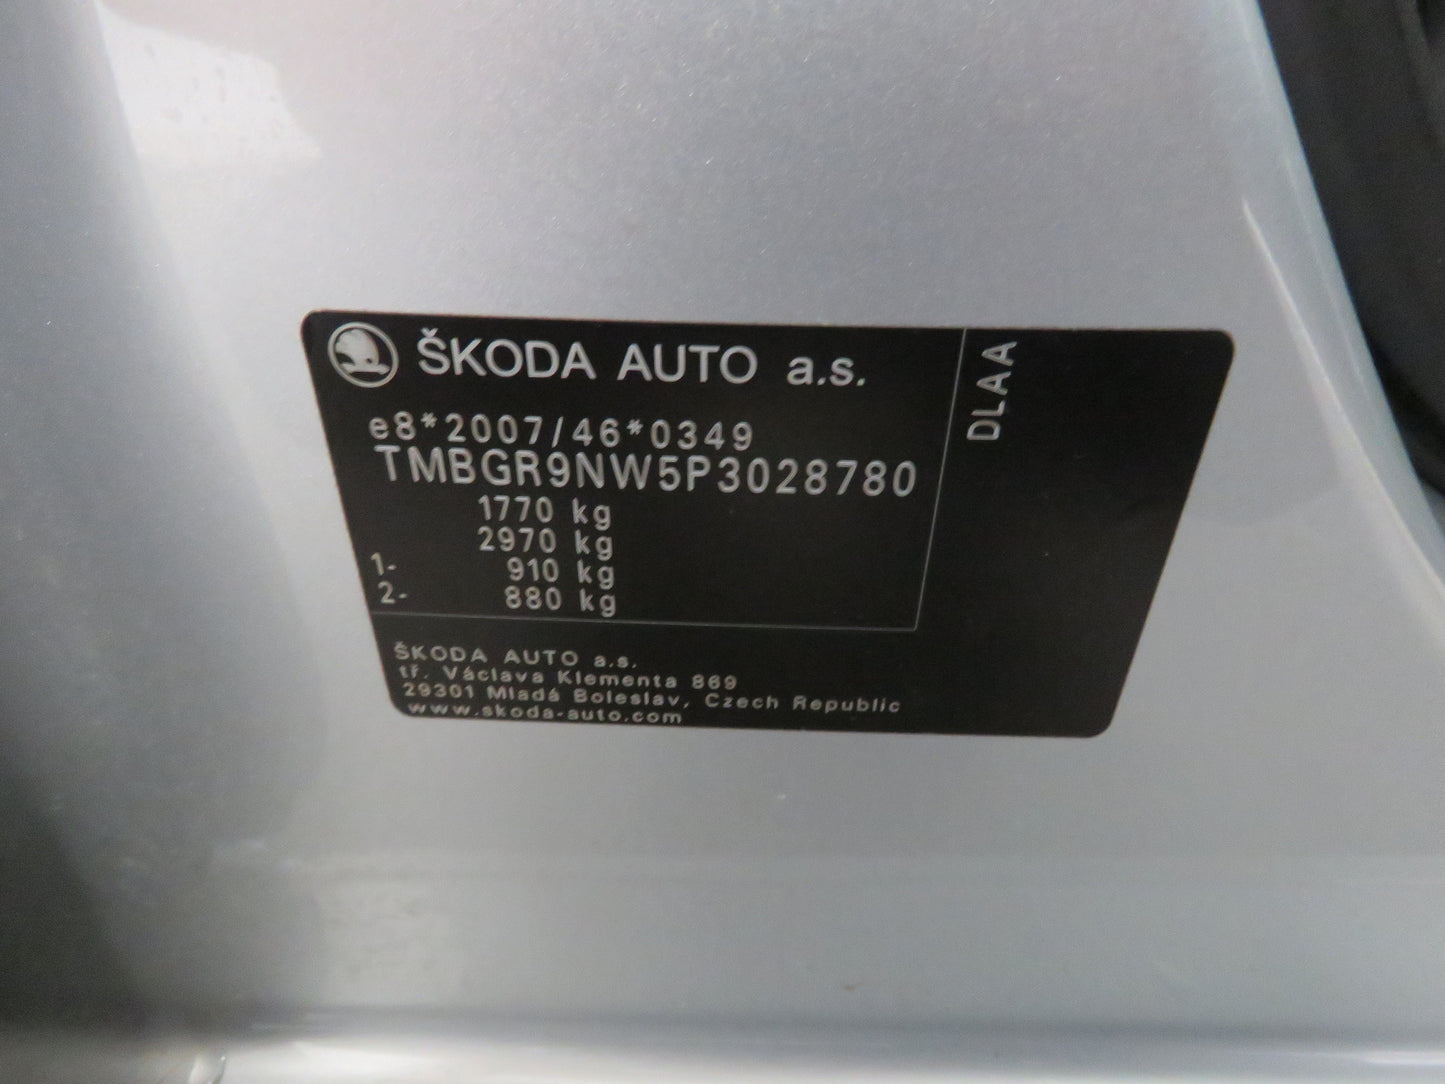 ŠKODA AUTO a.s.
e8*2007/46*0349
TMBGR9NW5P3028780
1770 kg
2970 kg
1- 910 kg
2- 880 kg
DLAA
ŠKODA AUTO a.s.
tř. Václava Klementa 869
29301 Mladá Boleslav, Czech Republic
www.skoda-auto.com